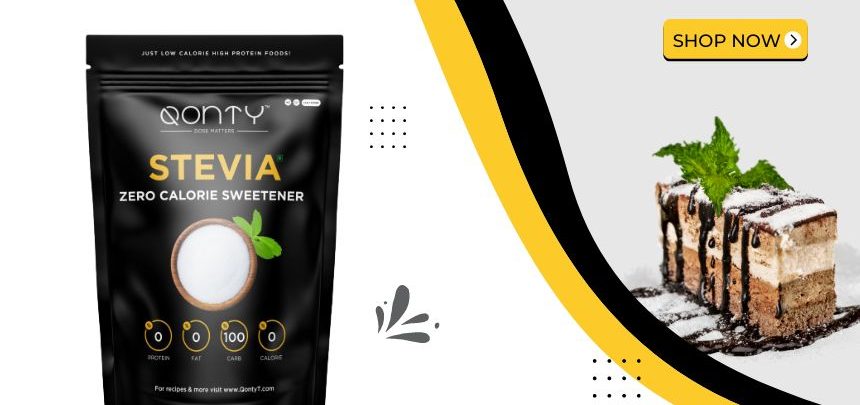 JUST LOW CALORIE HIGH PROTEIN FOODS!
QONTY™
DOSE MATTERS
STEVIA
ZERO CALORIE SWEETENER
0 0 100 0
PROTEIN FAT CARB CALORIE
For recipes & more visit www.QontyT.com
SHOP NOW